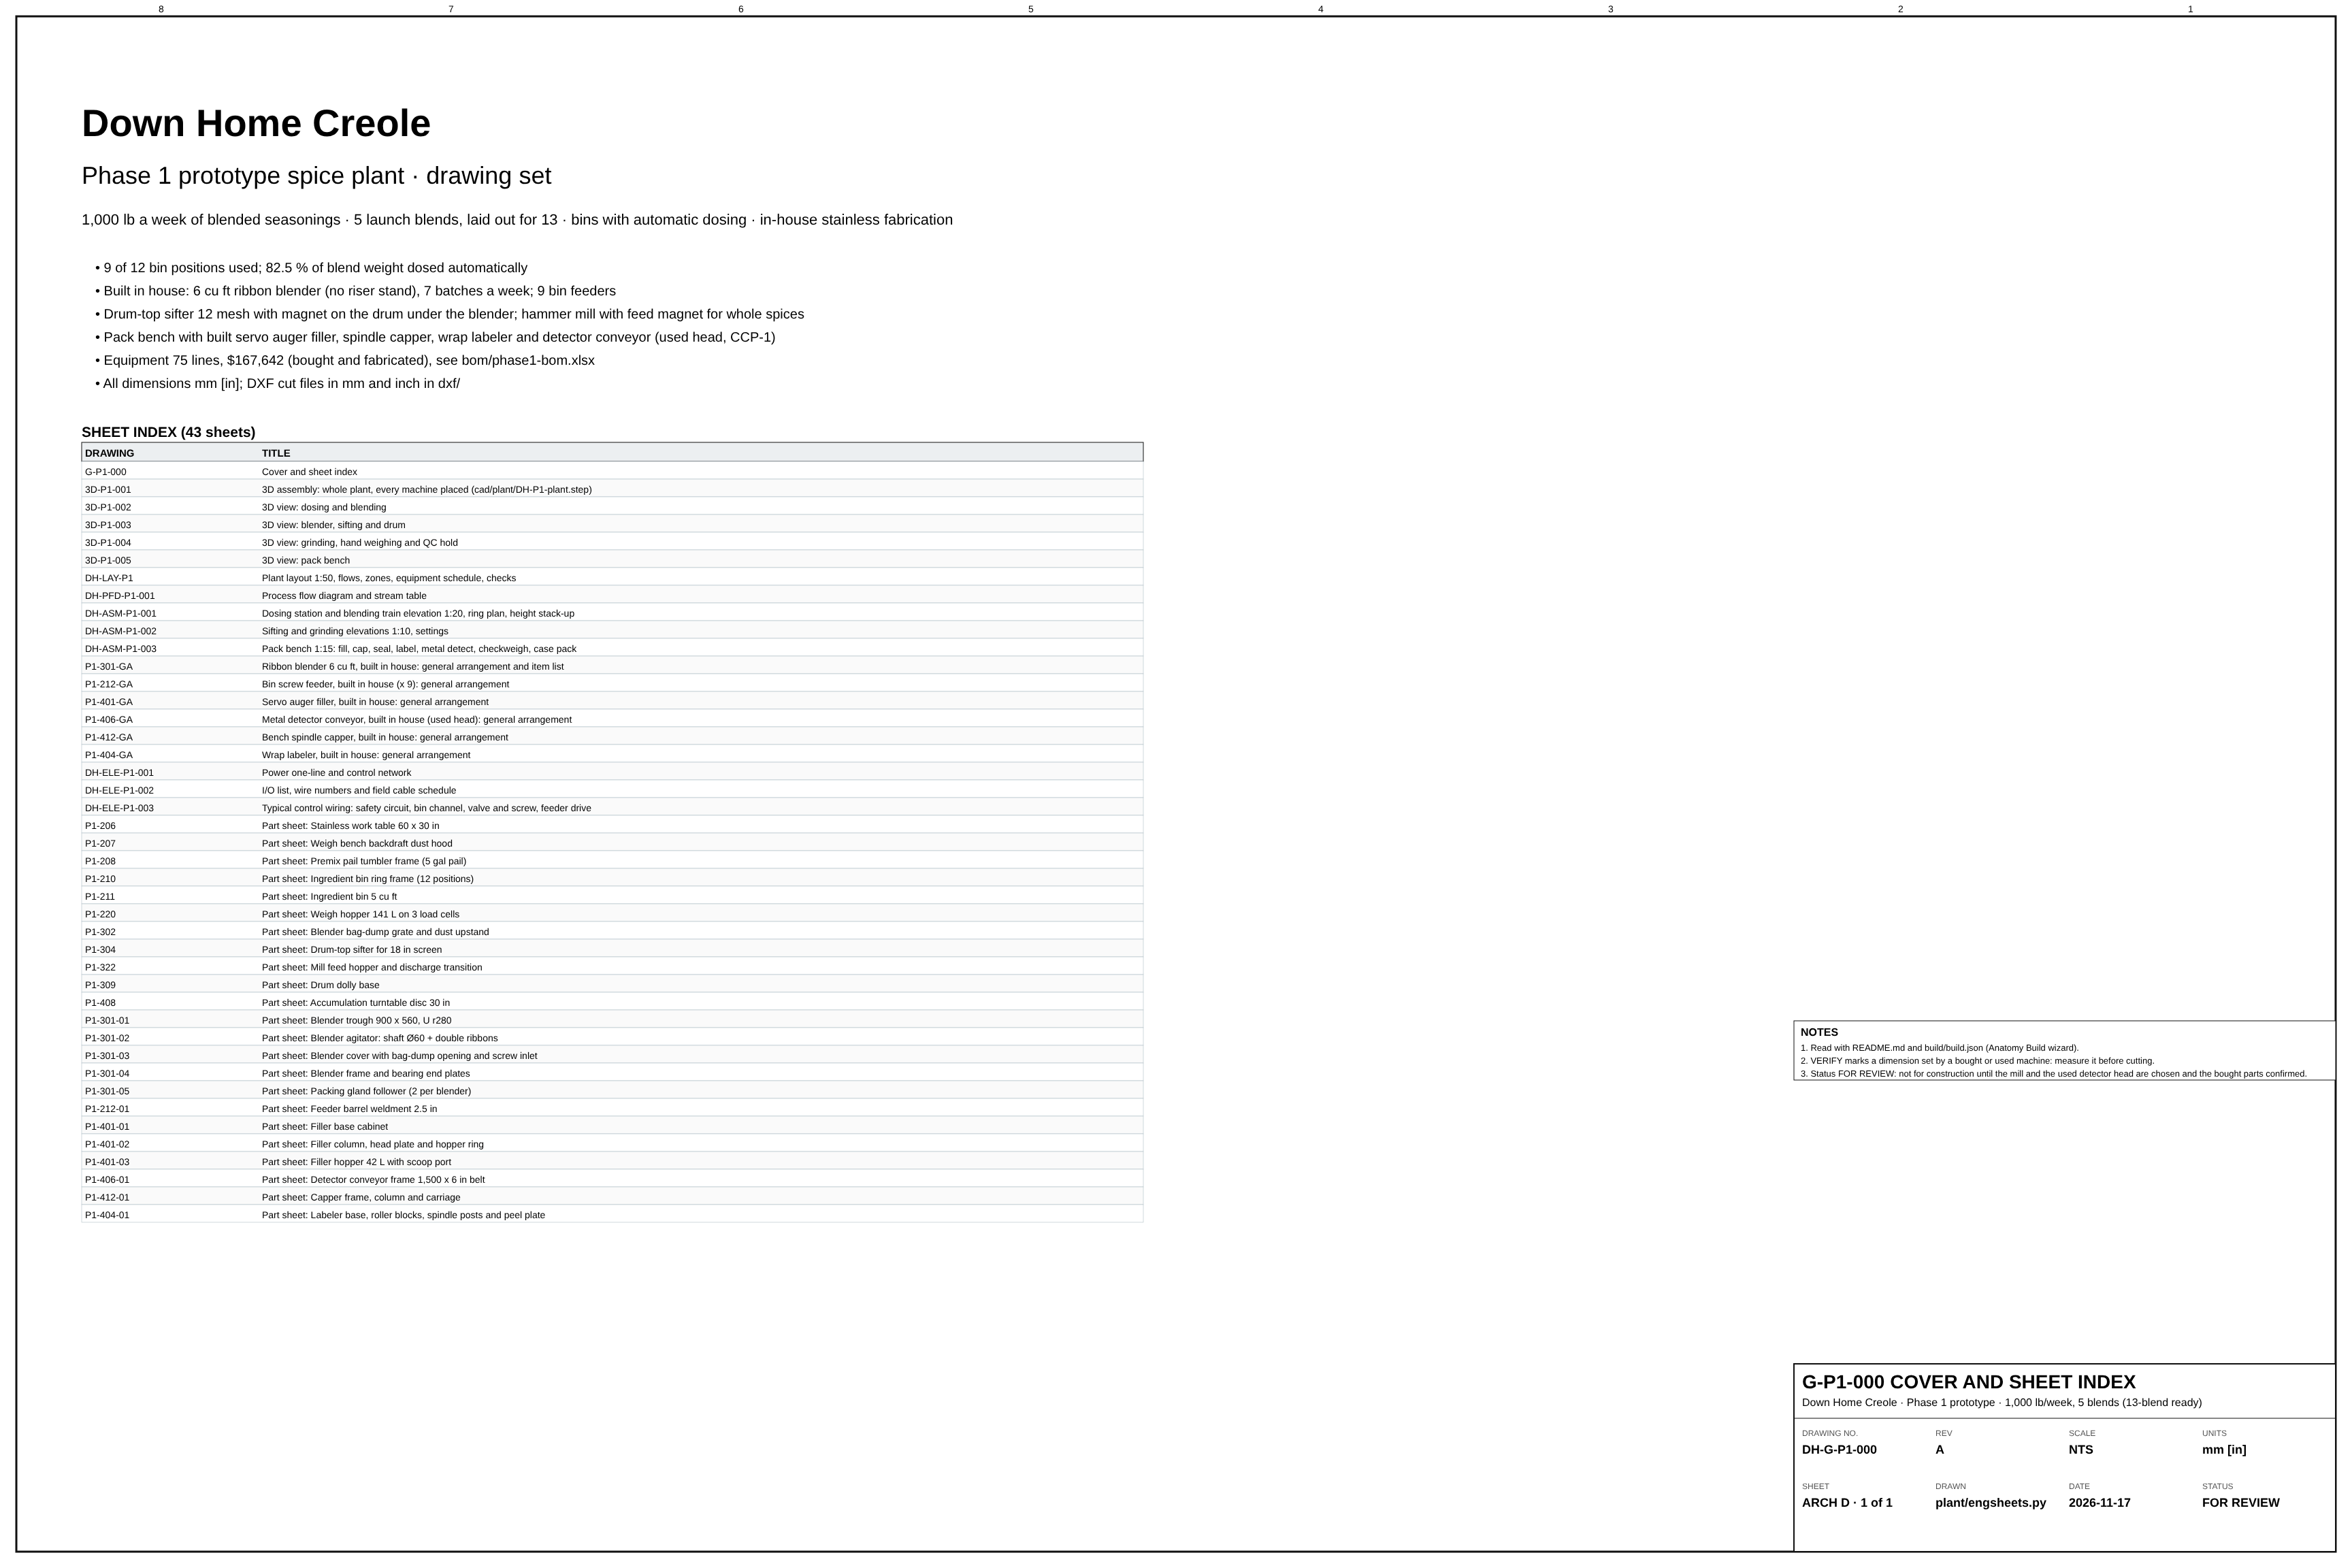 8 7 6 5 4 3 2 1
Down Home Creole
Phase 1 prototype spice plant · drawing set
1,000 lb a week of blended seasonings · 5 launch blends, laid out for 13 · bins with automatic dosing · in-house stainless fabrication
• 9 of 12 bin positions used; 82.5 % of blend weight dosed automatically
• Built in house: 6 cu ft ribbon blender (no riser stand), 7 batches a week; 9 bin feeders
• Drum-top sifter 12 mesh with magnet on the drum under the blender; hammer mill with feed magnet for whole spices
• Pack bench with built servo auger filler, spindle capper, wrap labeler and detector conveyor (used head, CCP-1)
• Equipment 75 lines, $167,642 (bought and fabricated), see bom/phase1-bom.xlsx
• All dimensions mm [in]; DXF cut files in mm and inch in dxf/
SHEET INDEX (43 sheets)
DRAWING TITLE
G-P1-000 Cover and sheet index
3D-P1-001 3D assembly: whole plant, every machine placed (cad/plant/DH-P1-plant.step)
3D-P1-002 3D view: dosing and blending
3D-P1-003 3D view: blender, sifting and drum
3D-P1-004 3D view: grinding, hand weighing and QC hold
3D-P1-005 3D view: pack bench
DH-LAY-P1 Plant layout 1:50, flows, zones, equipment schedule, checks
DH-PFD-P1-001 Process flow diagram and stream table
DH-ASM-P1-001 Dosing station and blending train elevation 1:20, ring plan, height stack-up
DH-ASM-P1-002 Sifting and grinding elevations 1:10, settings
DH-ASM-P1-003 Pack bench 1:15: fill, cap, seal, label, metal detect, checkweigh, case pack
P1-301-GA Ribbon blender 6 cu ft, built in house: general arrangement and item list
P1-212-GA Bin screw feeder, built in house (x 9): general arrangement
P1-401-GA Servo auger filler, built in house: general arrangement
P1-406-GA Metal detector conveyor, built in house (used head): general arrangement
P1-412-GA Bench spindle capper, built in house: general arrangement
P1-404-GA Wrap labeler, built in house: general arrangement
DH-ELE-P1-001 Power one-line and control network
DH-ELE-P1-002 I/O list, wire numbers and field cable schedule
DH-ELE-P1-003 Typical control wiring: safety circuit, bin channel, valve and screw, feeder drive
P1-206 Part sheet: Stainless work table 60 x 30 in
P1-207 Part sheet: Weigh bench backdraft dust hood
P1-208 Part sheet: Premix pail tumbler frame (5 gal pail)
P1-210 Part sheet: Ingredient bin ring frame (12 positions)
P1-211 Part sheet: Ingredient bin 5 cu ft
P1-220 Part sheet: Weigh hopper 141 L on 3 load cells
P1-302 Part sheet: Blender bag-dump grate and dust upstand
P1-304 Part sheet: Drum-top sifter for 18 in screen
P1-322 Part sheet: Mill feed hopper and discharge transition
P1-309 Part sheet: Drum dolly base
P1-408 Part sheet: Accumulation turntable disc 30 in
P1-301-01 Part sheet: Blender trough 900 x 560, U r280
P1-301-02 Part sheet: Blender agitator: shaft Ø60 + double ribbons
P1-301-03 Part sheet: Blender cover with bag-dump opening and screw inlet
P1-301-04 Part sheet: Blender frame and bearing end plates
P1-301-05 Part sheet: Packing gland follower (2 per blender)
P1-212-01 Part sheet: Feeder barrel weldment 2.5 in
P1-401-01 Part sheet: Filler base cabinet
P1-401-02 Part sheet: Filler column, head plate and hopper ring
P1-401-03 Part sheet: Filler hopper 42 L with scoop port
P1-406-01 Part sheet: Detector conveyor frame 1,500 x 6 in belt
P1-412-01 Part sheet: Capper frame, column and carriage
P1-404-01 Part sheet: Labeler base, roller blocks, spindle posts and peel plate
NOTES
1. Read with README.md and build/build.json (Anatomy Build wizard).
2. VERIFY marks a dimension set by a bought or used machine: measure it before cutting.
3. Status FOR REVIEW: not for construction until the mill and the used detector head are chosen and the bought parts confirmed.
G-P1-000 COVER AND SHEET INDEX
Down Home Creole · Phase 1 prototype · 1,000 lb/week, 5 blends (13-blend ready)
DRAWING NO. REV SCALE UNITS
DH-G-P1-000 A NTS mm [in]
SHEET DRAWN DATE STATUS
ARCH D · 1 of 1 plant/engsheets.py 2026-11-17 FOR REVIEW